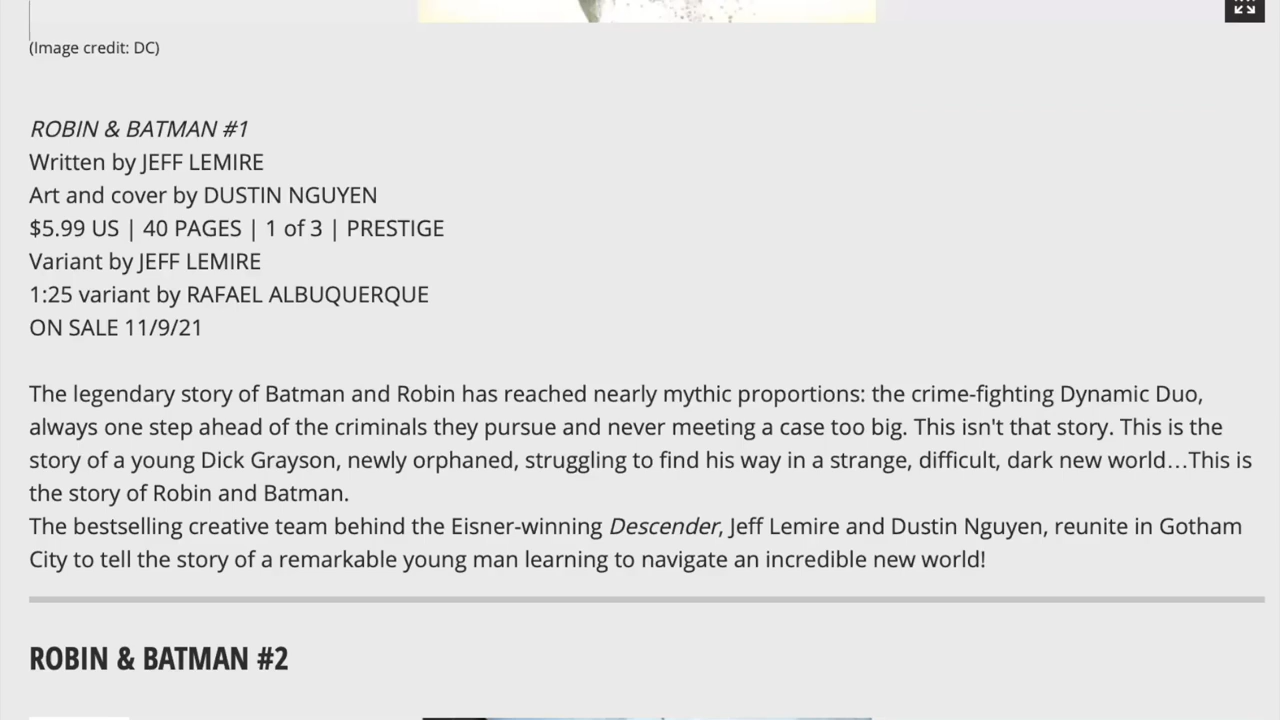 (Image credit: DC)
ROBIN & BATMAN #1
Written by JEFF LEMIRE
Art and cover by DUSTIN NGUYEN
$5.99 US | 40 PAGES | 1 of 3 | PRESTIGE
Variant by JEFF LEMIRE
1:25 variant by RAFAEL ALBUQUERQUE
ON SALE 11/9/21
The legendary story of Batman and Robin has reached nearly mythic proportions: the crime-fighting Dynamic Duo,
always one step ahead of the criminals they pursue and never meeting a case too big. This isn't that story. This is the
story of a young Dick Grayson, newly orphaned, struggling to find his way in a strange, difficult, dark new world…This is
the story of Robin and Batman.
The bestselling creative team behind the Eisner-winning Descender, Jeff Lemire and Dustin Nguyen, reunite in Gotham
City to tell the story of a remarkable young man learning to navigate an incredible new world!
ROBIN & BATMAN #2